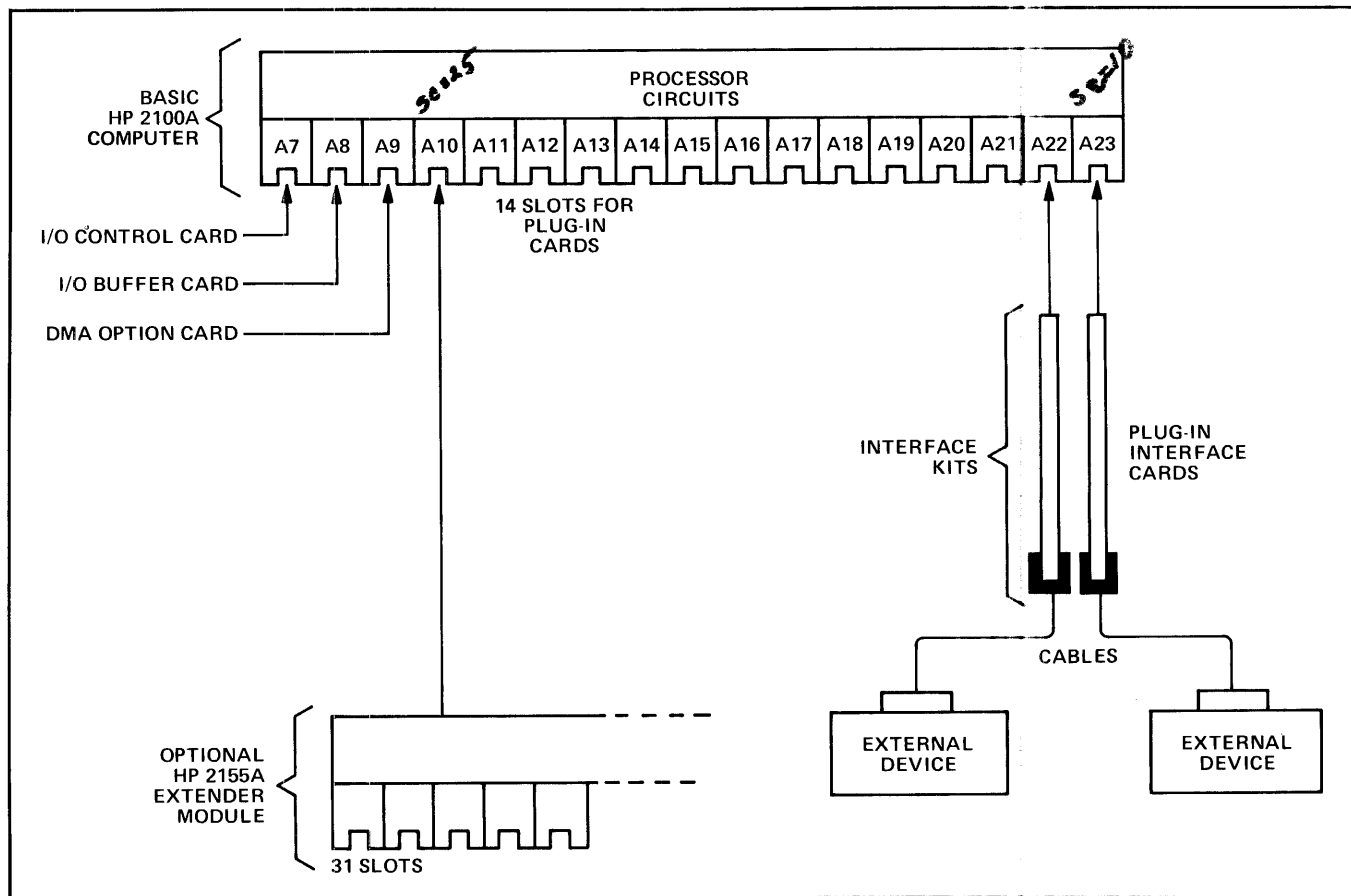 BASIC
HP 2100A
COMPUTER
PROCESSOR
CIRCUITS
A7 A8 A9 A10 A11 A12 A13 A14 A15 A16 A17 A18 A19 A20 A21 A22 A23
14 SLOTS FOR
PLUG-IN
CARDS
I/O CONTROL CARD
I/O BUFFER CARD
DMA OPTION CARD
INTERFACE
KITS
PLUG-IN
INTERFACE
CARDS
CABLES
OPTIONAL
HP 2155A
EXTENDER
MODULE
31 SLOTS
EXTERNAL
DEVICE
EXTERNAL
DEVICE